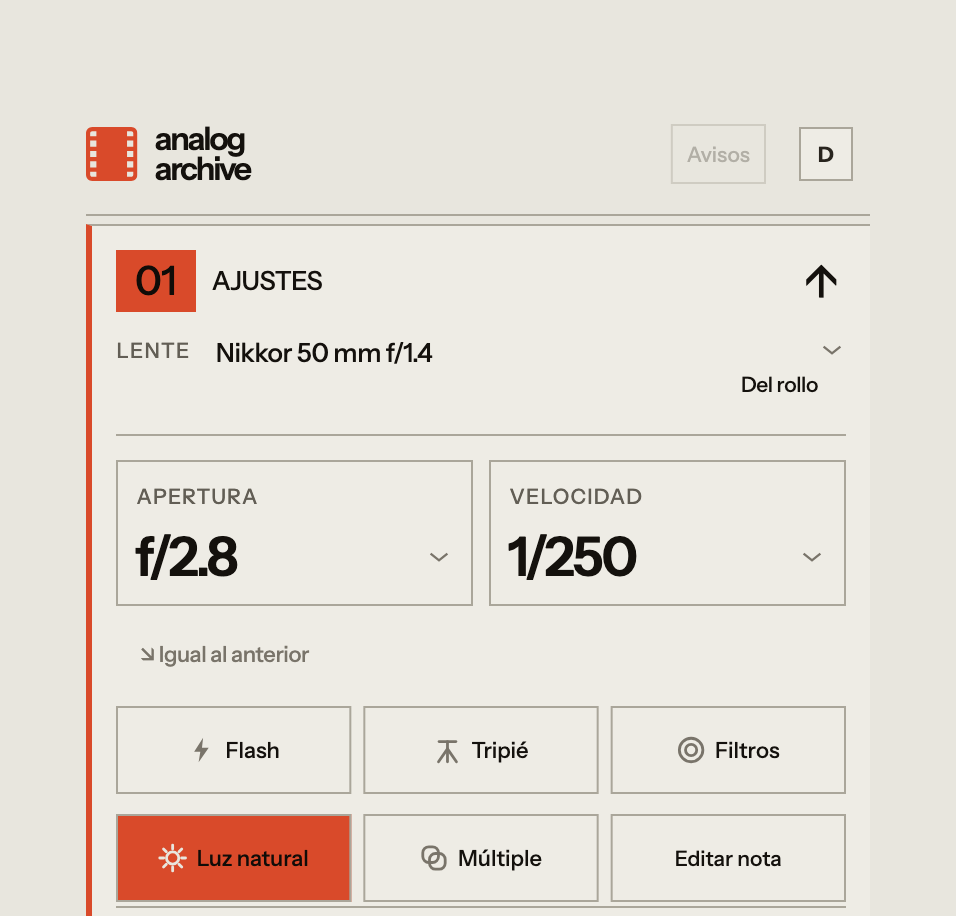 analog
archive
Avisos
D
01 AJUSTES
LENTE Nikkor 50 mm f/1.4
Del rollo
APERTURA
f/2.8
VELOCIDAD
1/250
Igual al anterior
Flash
Tripié
Filtros
Luz natural
Múltiple
Editar nota